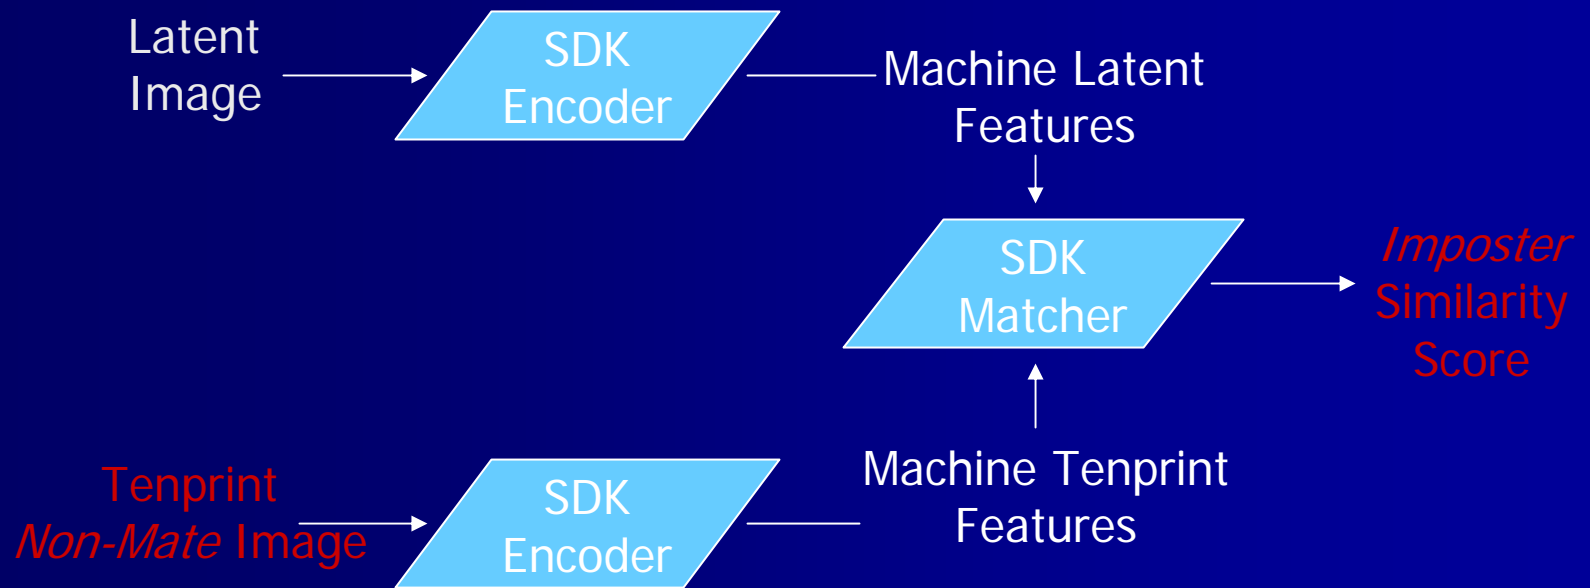 Latent
Image
SDK
Encoder
Machine Latent
Features
SDK
Matcher
Imposter
Similarity
Score
Tenprint
Non-Mate Image
SDK
Encoder
Machine Tenprint
Features